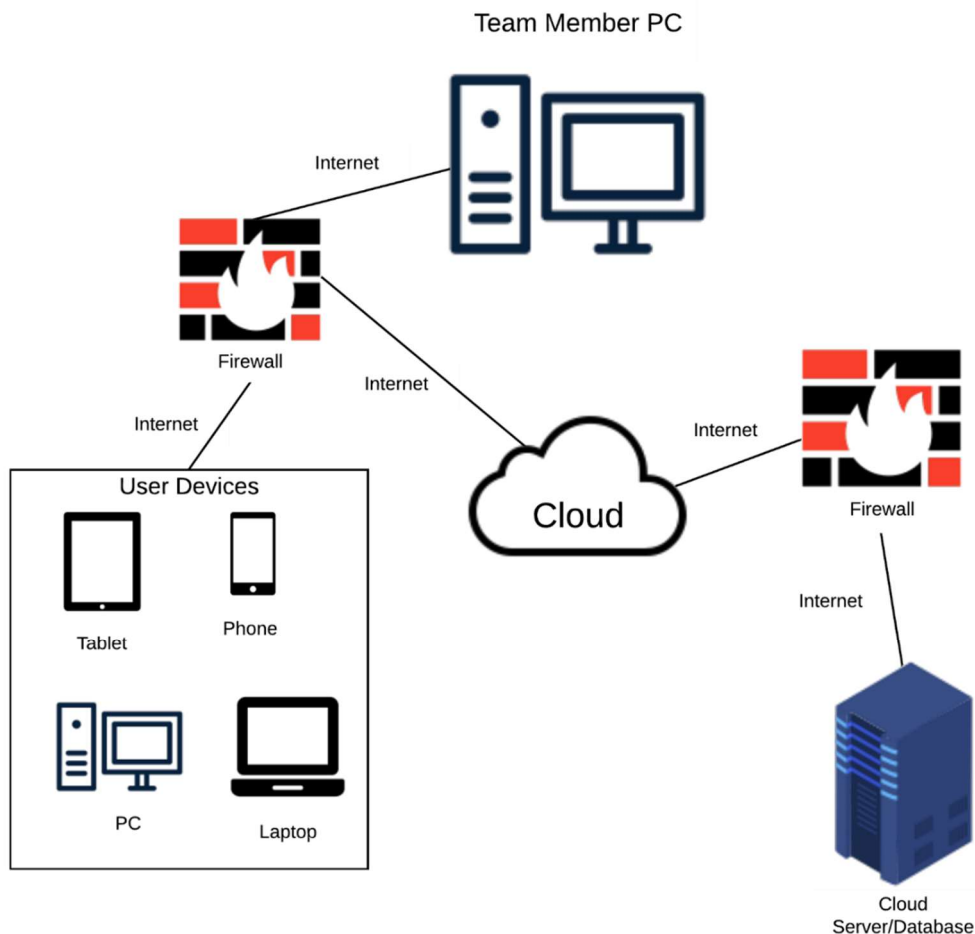 Team Member PC
Internet
Firewall
Internet
Internet
Internet
Firewall
User Devices
Cloud
Internet
Tablet
Phone
PC
Laptop
Cloud
Server/Database